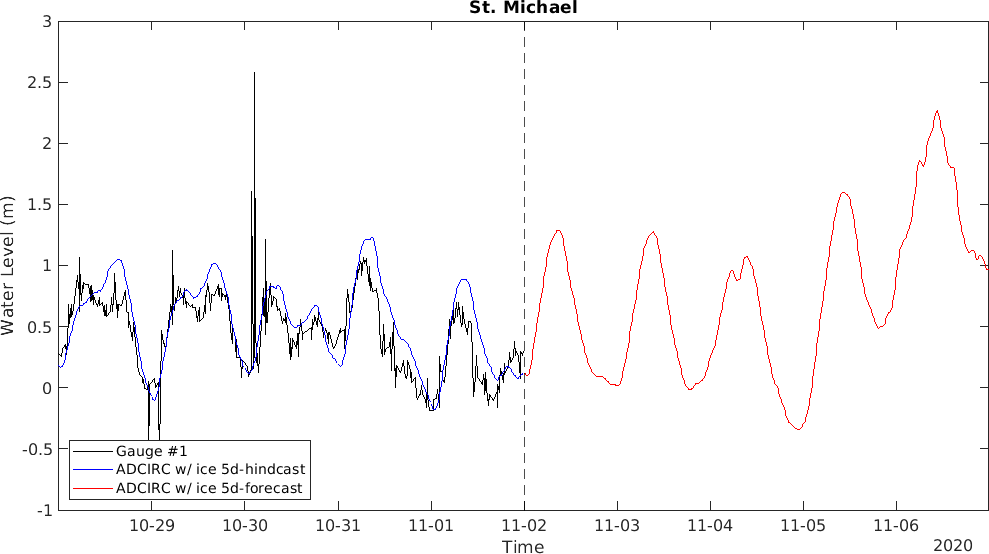 St. Michael
3
2.5
2
1.5
1
0.5
0
-0.5
-1
Water Level (m)
Gauge #1
ADCIRC w/ ice 5d-hindcast
ADCIRC w/ ice 5d-forecast
10-29 10-30 10-31 11-01 11-02 11-03 11-04 11-05 11-06
Time
2020